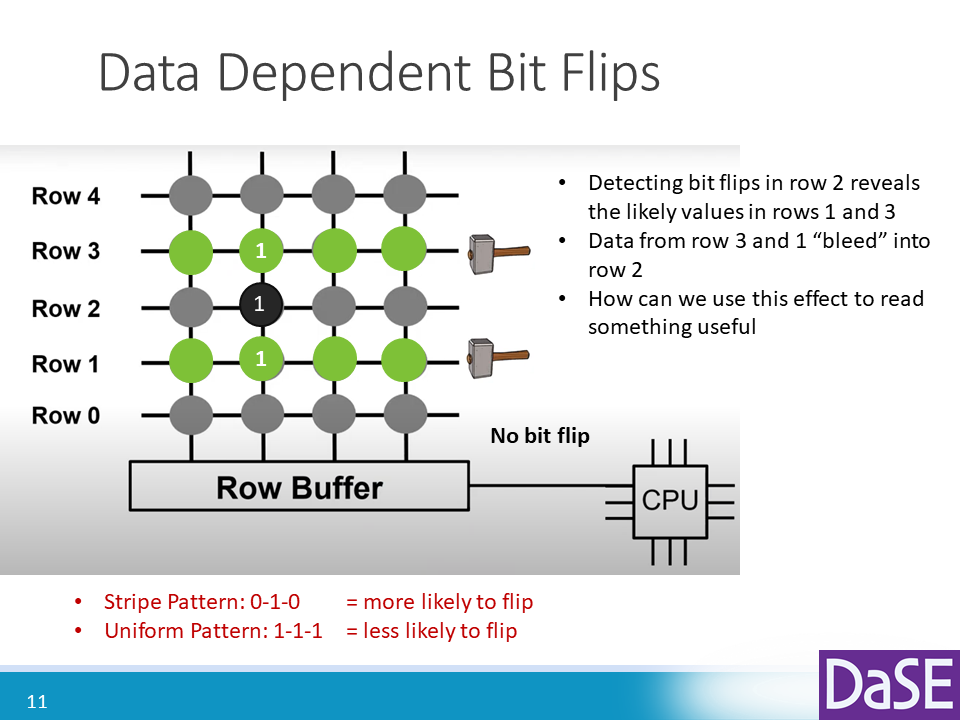 Data Dependent Bit Flips
Row 4
Row 3
1
Row 2
1
Row 1
1
Row 0
Row Buffer
No bit flip
CPU
• Detecting bit flips in row 2 reveals
the likely values in rows 1 and 3
• Data from row 3 and 1 “bleed” into
row 2
• How can we use this effect to read
something useful
• Stripe Pattern: 0-1-0 = more likely to flip
• Uniform Pattern: 1-1-1 = less likely to flip
11
DaSE